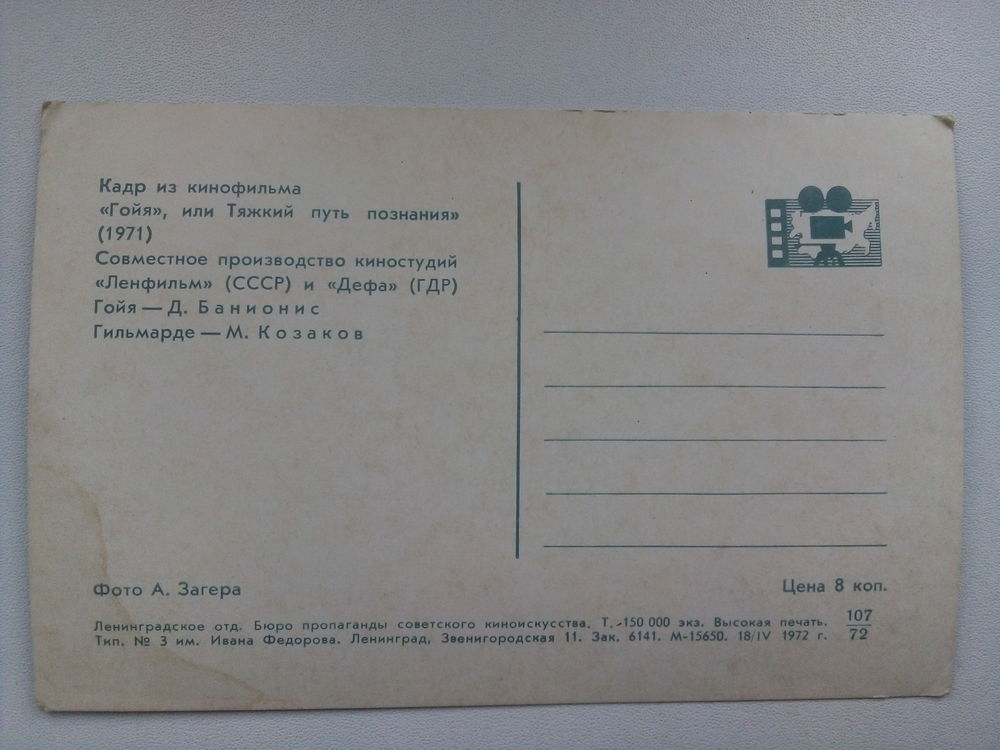 Кадр из кинофильма
«Гойя», или Тяжкий путь познания»
(1971)
Совместное производство киностудий
«Ленфильм» (СССР) и «Дефа» (ГДР)
Гойя — Д. Банионис
Гильмарде — М. Козаков
Фото А. Загера
Цена 8 коп.
Ленинградское отд. Бюро пропаганды советского киноискусства. Т.-150 000 экз. Высокая печать.
Тип. № 3 им. Ивана Федорова. Ленинград, Звенигородская 11. Зак. 6141. М-15650. 18/IV 1972 г.
107
72